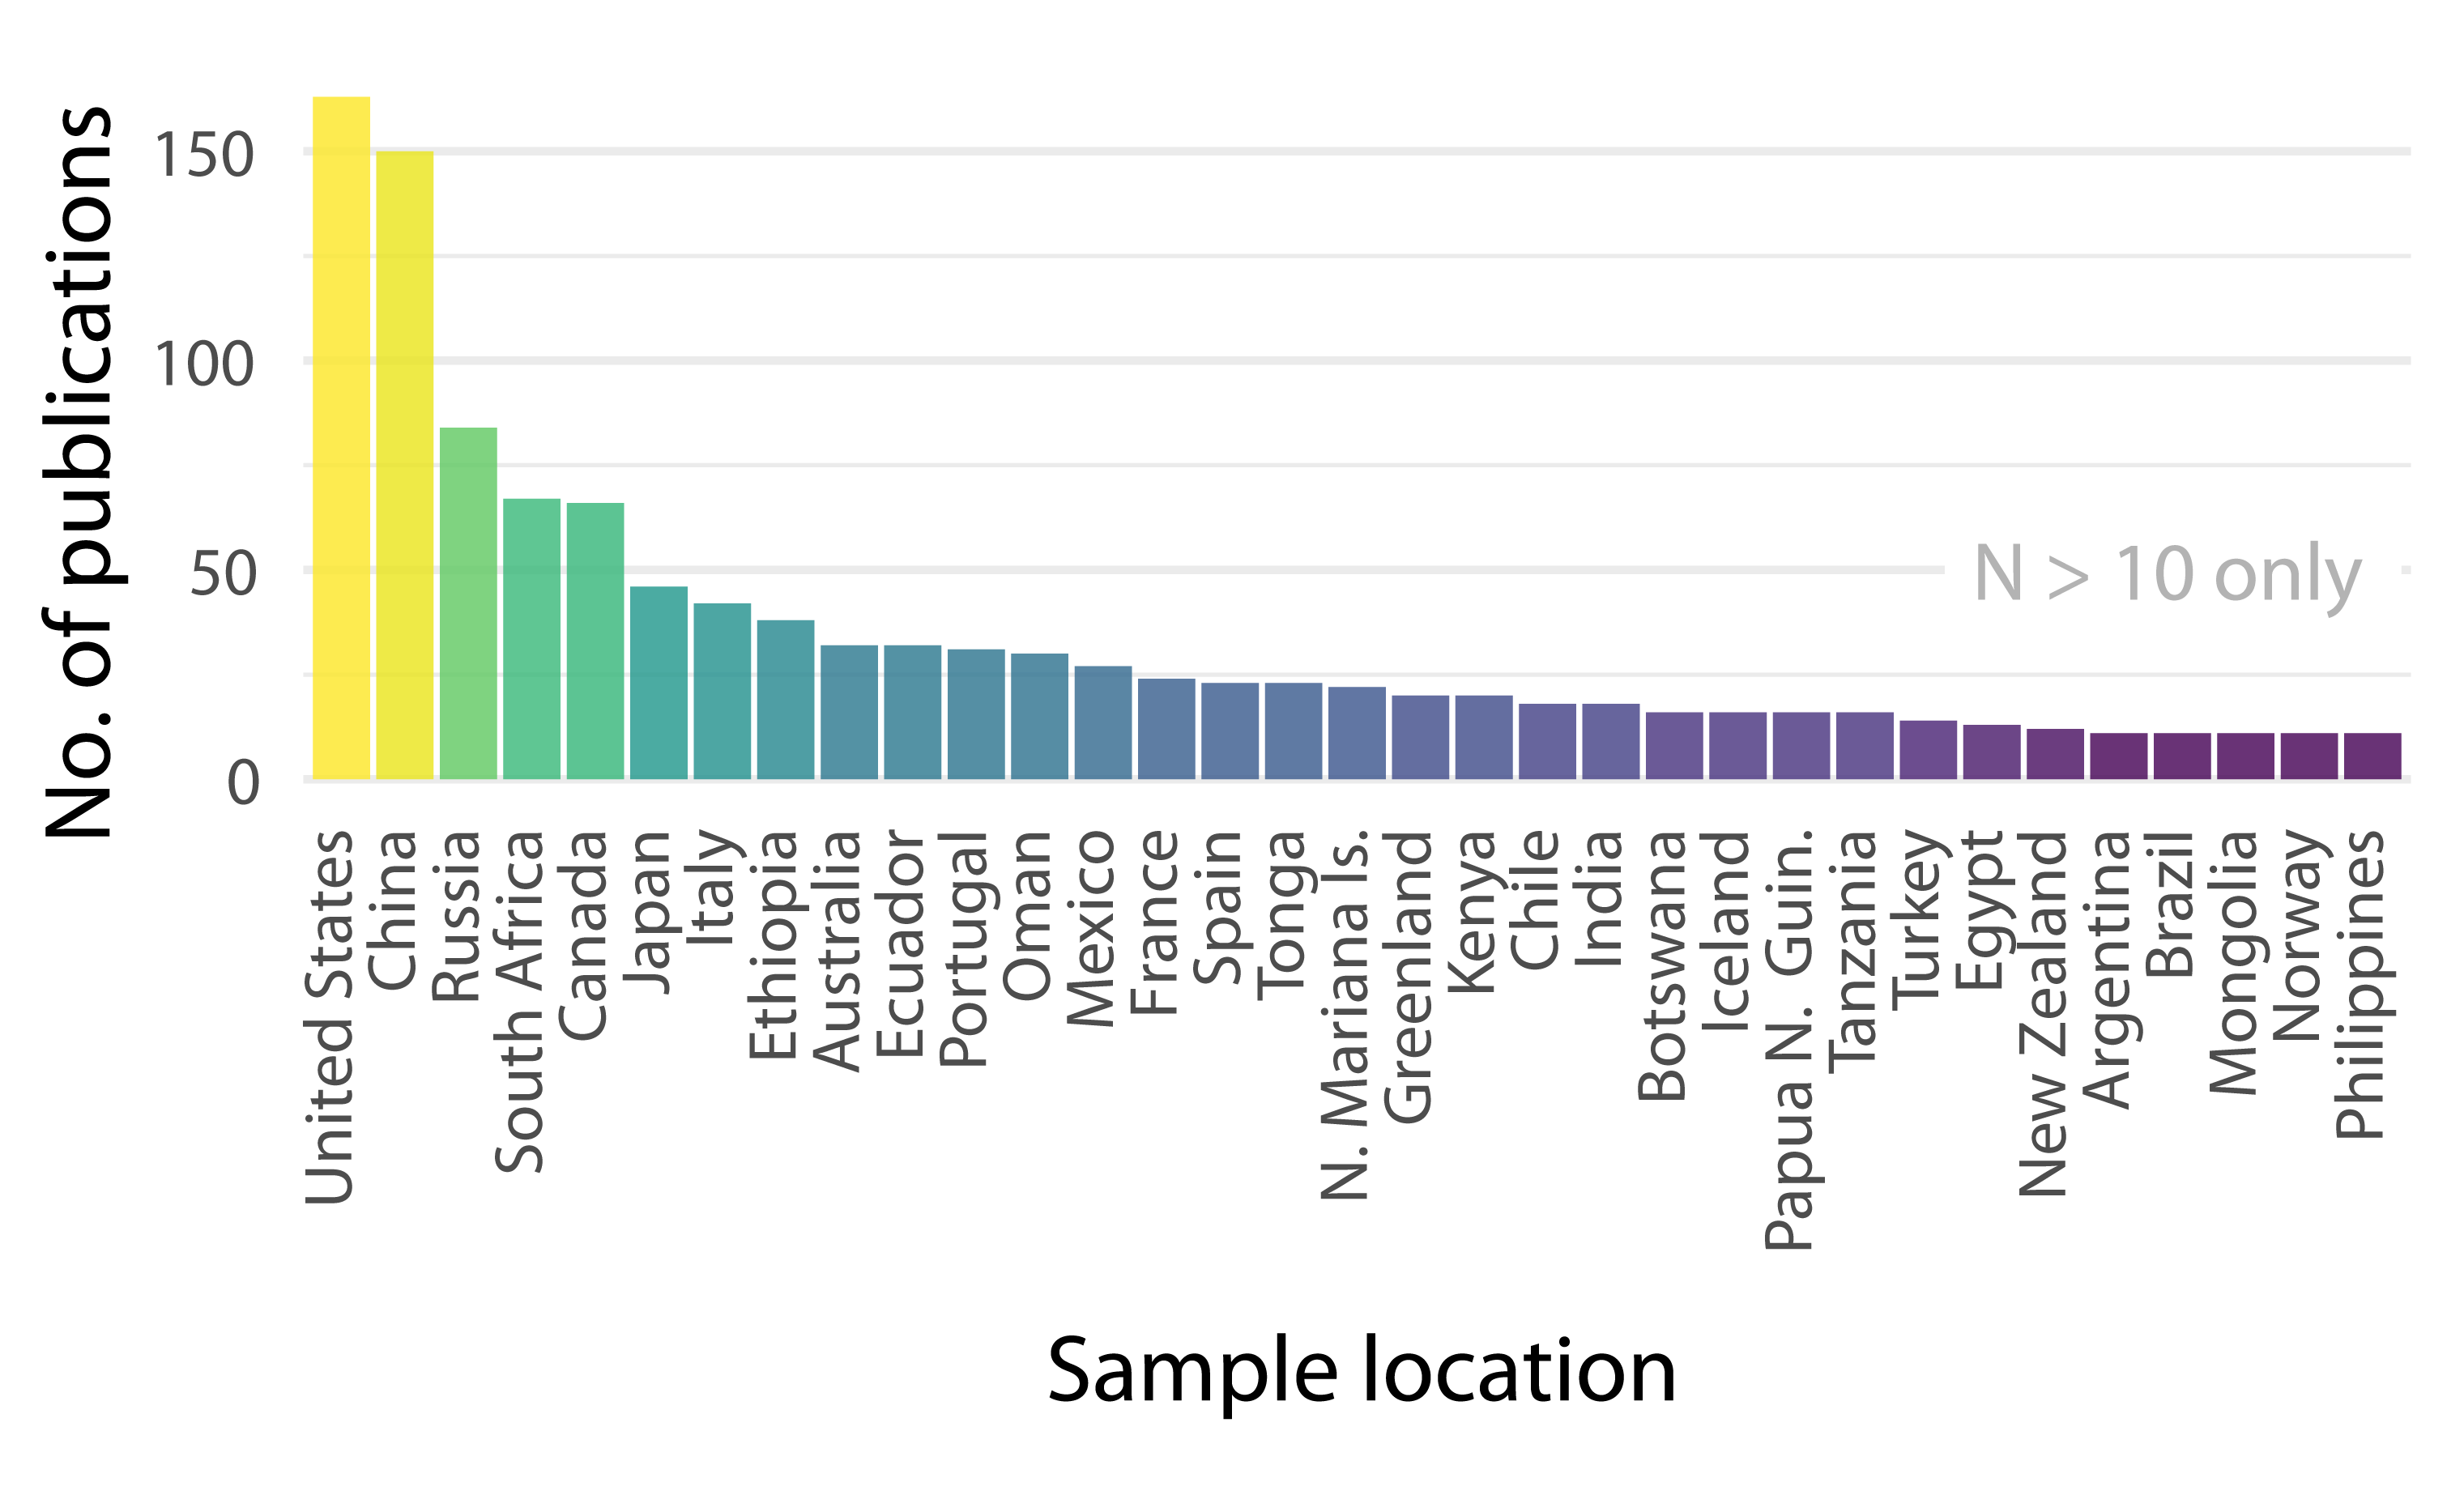 No. of publications
150
100
50
0
N > 10 only
United States
China
Russia
South Africa
Canada
Japan
Italy
Ethiopia
Australia
Ecuador
Portugal
Oman
Mexico
France
Spain
Tonga
N. Mariana Is.
Greenland
Kenya
Chile
India
Botswana
Iceland
Papua N. Guin.
Tanzania
Turkey
Egypt
New Zealand
Argentina
Brazil
Mongolia
Norway
Philippines
Sample location